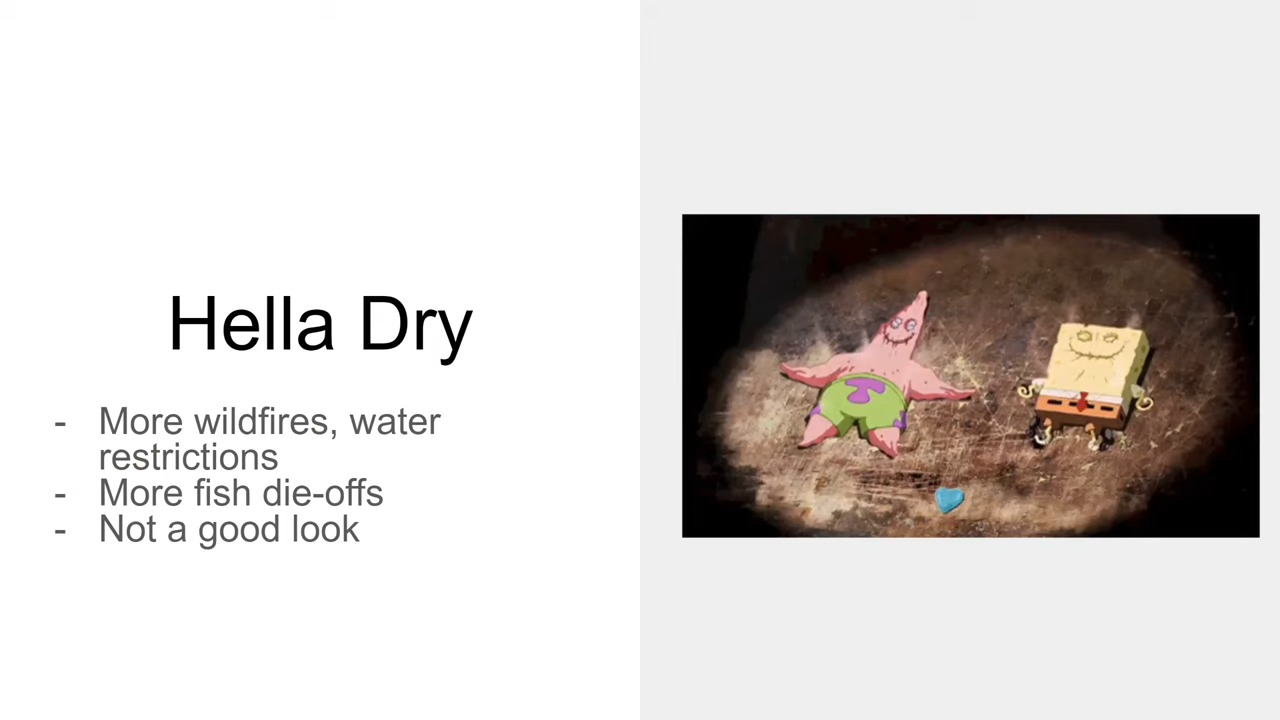 Hella Dry
- More wildfires, water
restrictions
- More fish die-offs
- Not a good look